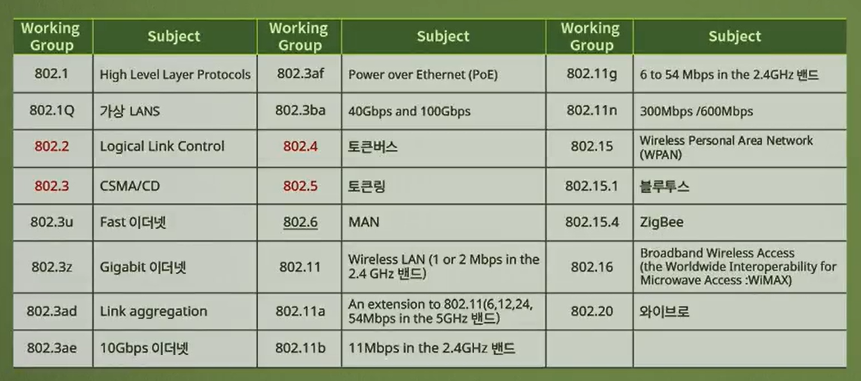 Working
Group
Subject
Working
Group
Subject
Working
Group
Subject
802.1
High Level Layer Protocols
802.3af
Power over Ethernet (PoE)
802.11g
6 to 54 Mbps in the 2.4GHz 밴드
802.1Q
가상 LANS
802.3ba
40Gbps and 100Gbps
802.11n
300Mbps /600Mbps
802.2
Logical Link Control
802.4
토큰버스
802.15
Wireless Personal Area Network
(WPAN)
802.3
CSMA/CD
802.5
토큰링
802.15.1
블루투스
802.3u
Fast 이더넷
802.6
MAN
802.15.4
ZigBee
802.3z
Gigabit 이더넷
802.11
Wireless LAN (1 or 2 Mbps in the
2.4 GHz 밴드)
802.16
Broadband Wireless Access
(the Worldwide Interoperability for
Microwave Access :WiMAX)
802.3ad
Link aggregation
802.11a
An extension to 802.11(6,12,24,
54Mbps in the 5GHz 밴드)
802.20
와이브로
802.3ae
10Gbps 이더넷
802.11b
11Mbps in the 2.4GHz 밴드